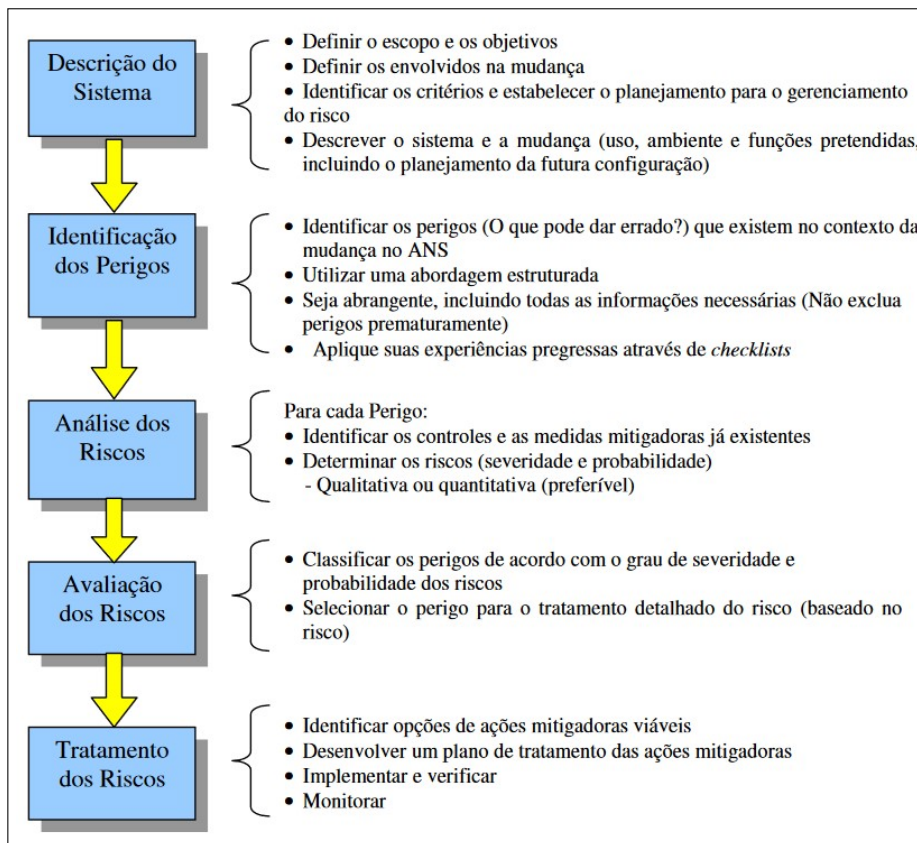 Descrição do
Sistema
• Definir o escopo e os objetivos
• Definir os envolvidos na mudança
• Identificar os critérios e estabelecer o planejamento para o gerenciamento
do risco
• Descrever o sistema e a mudança (uso, ambiente e funções pretendidas,
incluindo o planejamento da futura configuração)
Identificação
dos Perigos
• Identificar os perigos (O que pode dar errado?) que existem no contexto da
mudança no ANS
• Utilizar uma abordagem estruturada
• Seja abrangente, incluindo todas as informações necessárias (Não exclua
perigos prematuramente)
• Aplique suas experiências pregressas através de checklists
Análise dos
Riscos
Para cada Perigo:
• Identificar os controles e as medidas mitigadoras já existentes
• Determinar os riscos (severidade e probabilidade)
- Qualitativa ou quantitativa (preferível)
Avaliação
dos Riscos
• Classificar os perigos de acordo com o grau de severidade e
probabilidade dos riscos
• Selecionar o perigo para o tratamento detalhado do risco (baseado no
risco)
Tratamento
dos Riscos
• Identificar opções de ações mitigadoras viáveis
• Desenvolver um plano de tratamento das ações mitigadoras
• Implementar e verificar
• Monitorar